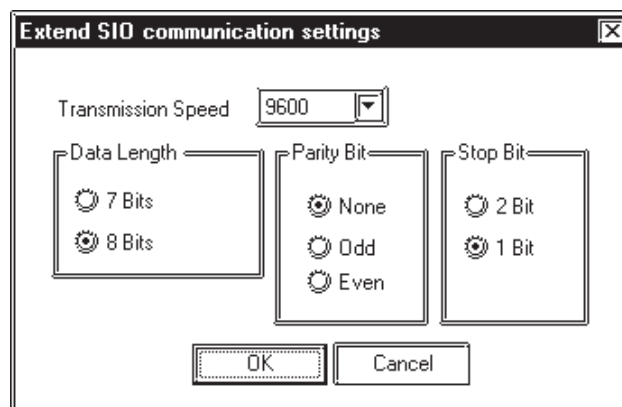 Extend SIO communication settings
Transmission Speed 9600
Data Length
7 Bits
8 Bits
Parity Bit
None
Odd
Even
Stop Bit
2 Bit
1 Bit
OK Cancel